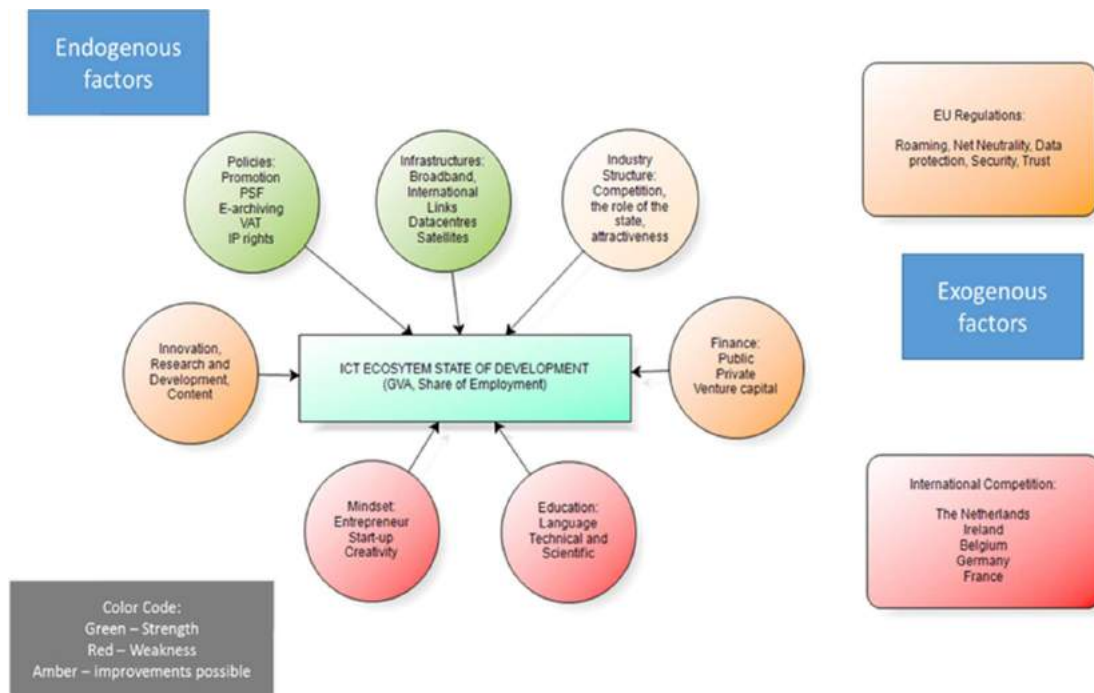 Endogenous
factors
EU Regulations:
Roaming, Net Neutrality, Data
protection, Security, Trust
Policies:
Promotion
PSF
E-archiving
VAT
IP rights
Infrastructures:
Broadband,
International
Links
Datacentres
Satellites
Industry
Structure:
Competition,
the role of the
state,
attractiveness
Exogenous
factors
Innovation,
Research and
Development,
Content
ICT ECOSYTEM STATE OF DEVELOPMENT
(GVA, Share of Employment)
Finance:
Public
Private
Venture capital
Mindset:
Entrepreneur
Start-up
Creativity
Education:
Language
Technical and
Scientific
International Competition:
The Netherlands
Ireland
Belgium
Germany
France
Color Code:
Green – Strength
Red – Weakness
Amber – improvements possible